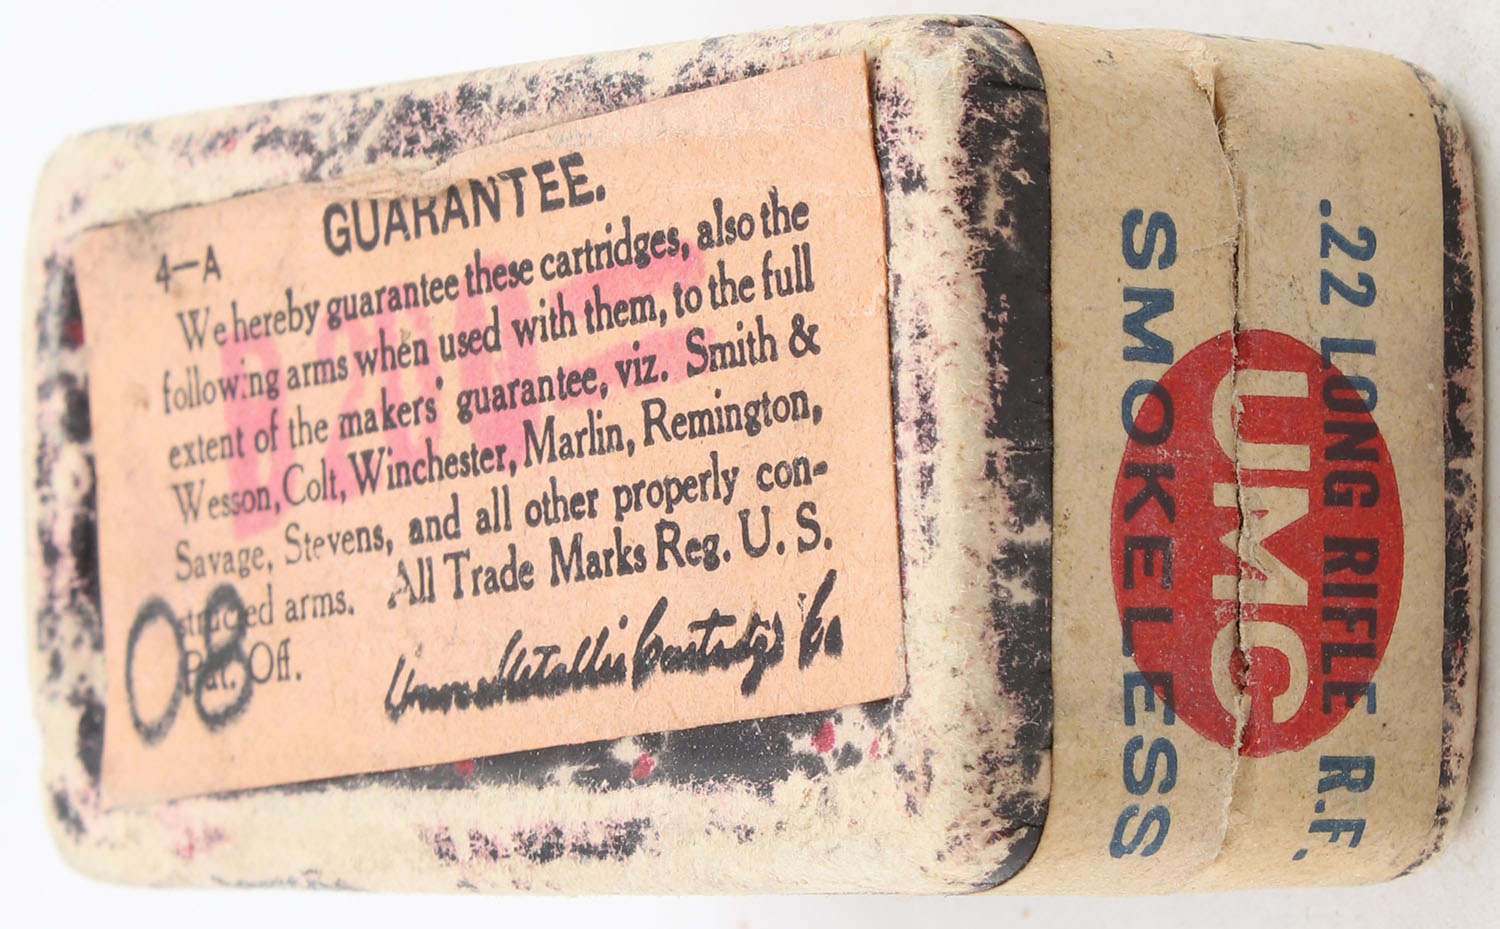 4—A
GUARANTEE.
We hereby guarantee these cartridges, also the
following arms when used with them, to the full
extent of the makers' guarantee, viz. Smith &
Wesson, Colt, Winchester, Marlin, Remington,
Savage, Stevens, and all other properly con-
structed arms. All Trade Marks Reg. U. S.
Pat. Off.
Union Metallic Cartridge Co
08
.22 LONG RIFLE R.F.
UMC
SMOKELESS